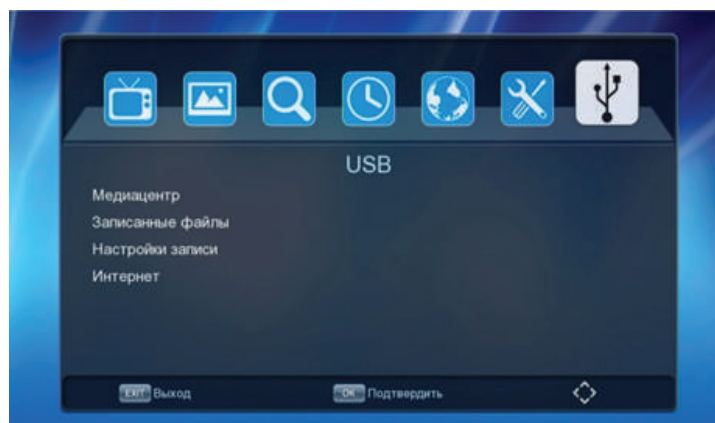 USB
Медиацентр
Записанные файлы
Настройки записи
Интернет
EXIT Выход
OK Подтвердить